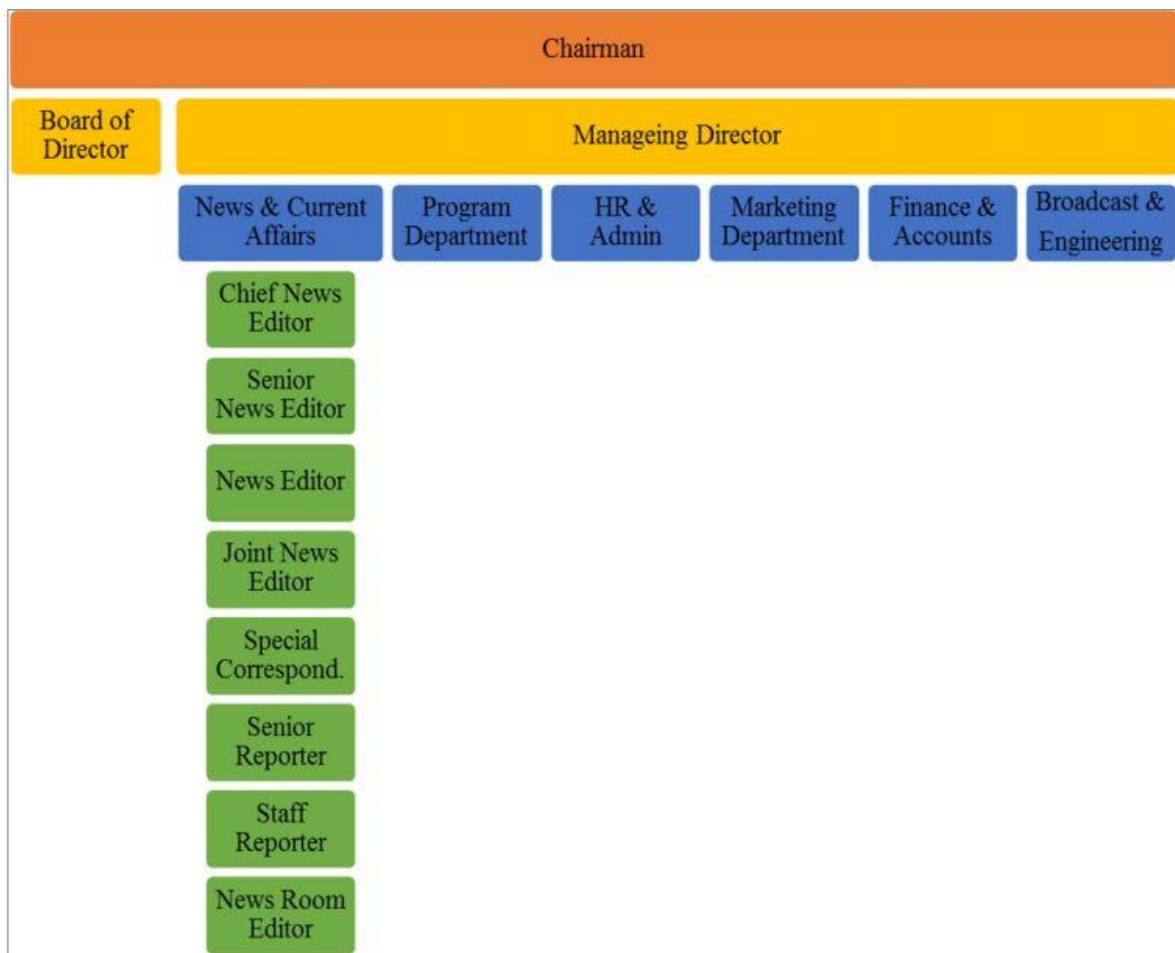 Chairman
Board of
Director
Manageing Director
News & Current
Affairs
Program
Department
HR &
Admin
Marketing
Department
Finance &
Accounts
Broadcast &
Engineering
Chief News
Editor
Senior
News Editor
News Editor
Joint News
Editor
Special
Correspond.
Senior
Reporter
Staff
Reporter
News Room
Editor